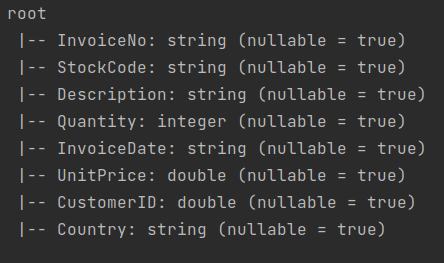 root
 |-- InvoiceNo: string (nullable = true)
 |-- StockCode: string (nullable = true)
 |-- Description: string (nullable = true)
 |-- Quantity: integer (nullable = true)
 |-- InvoiceDate: string (nullable = true)
 |-- UnitPrice: double (nullable = true)
 |-- CustomerID: double (nullable = true)
 |-- Country: string (nullable = true)